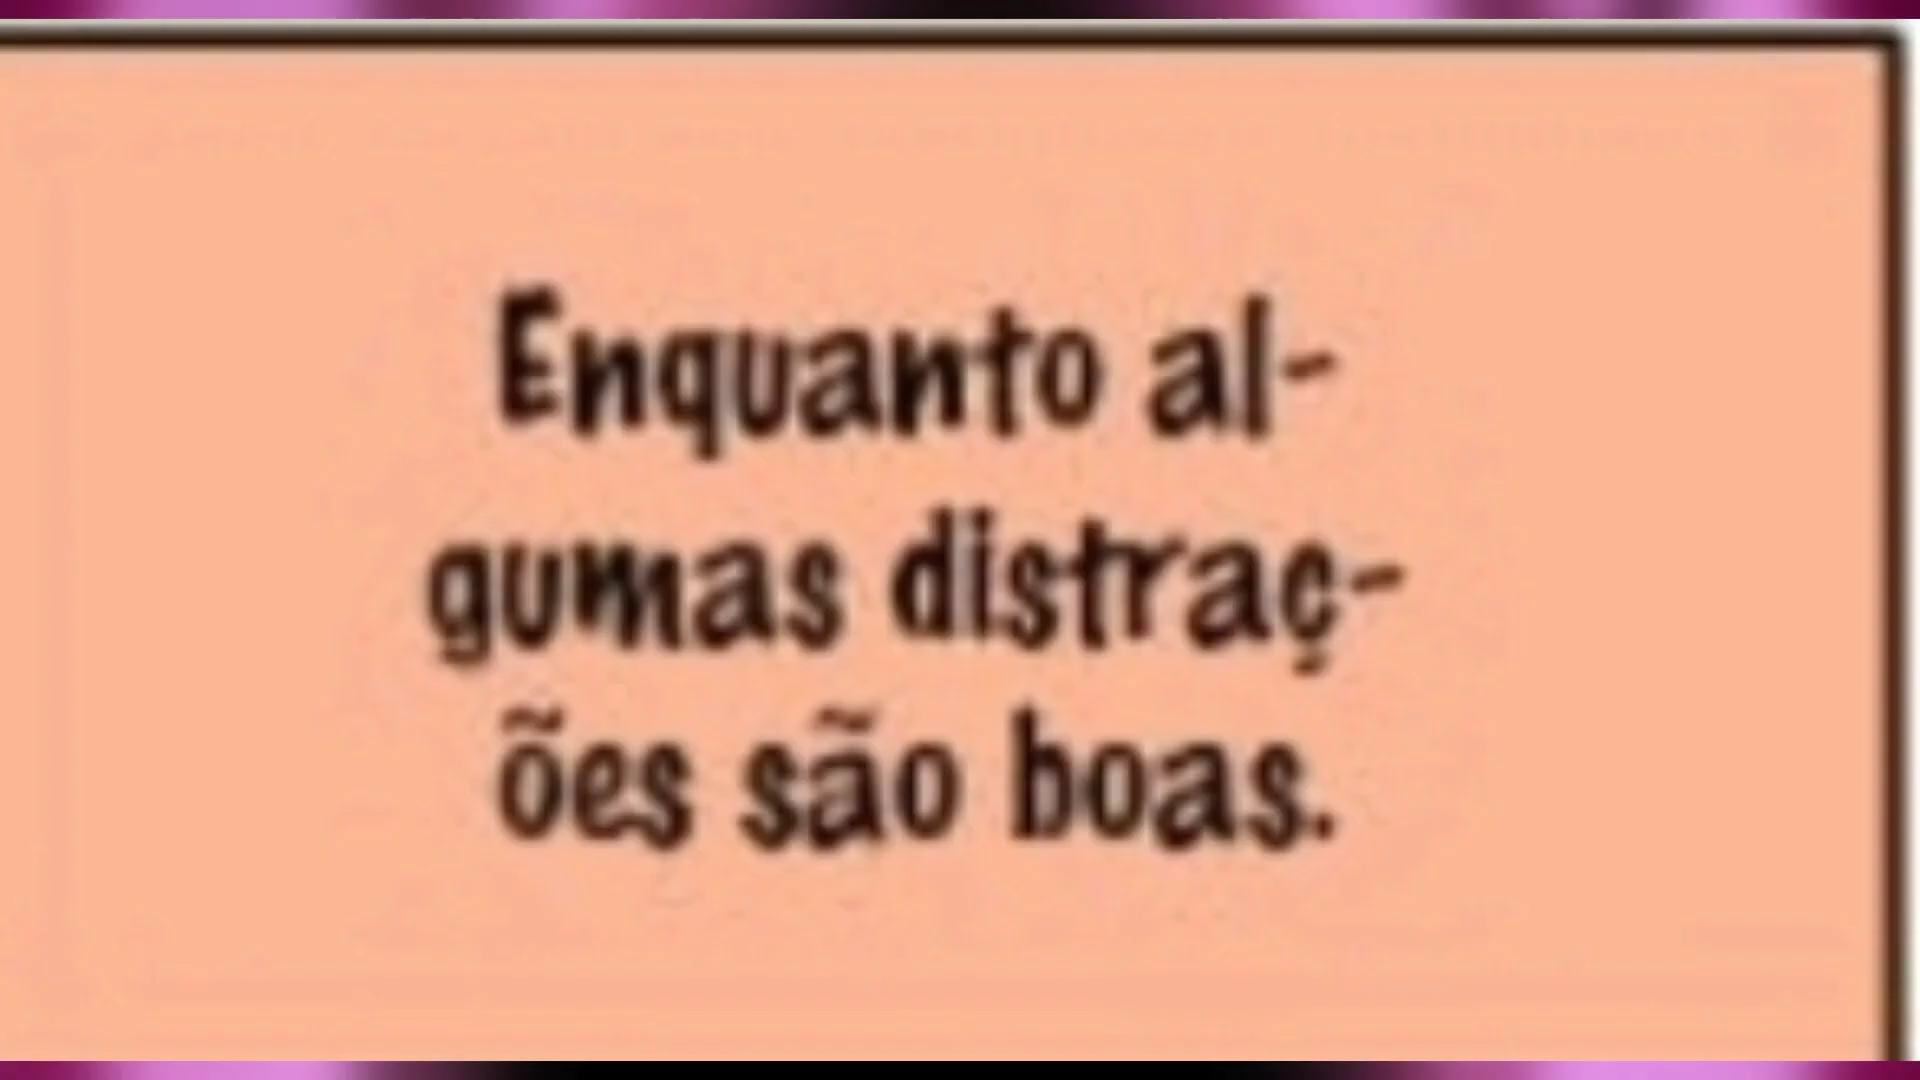 Enquanto al-
gumas distraç-
ões são boas.